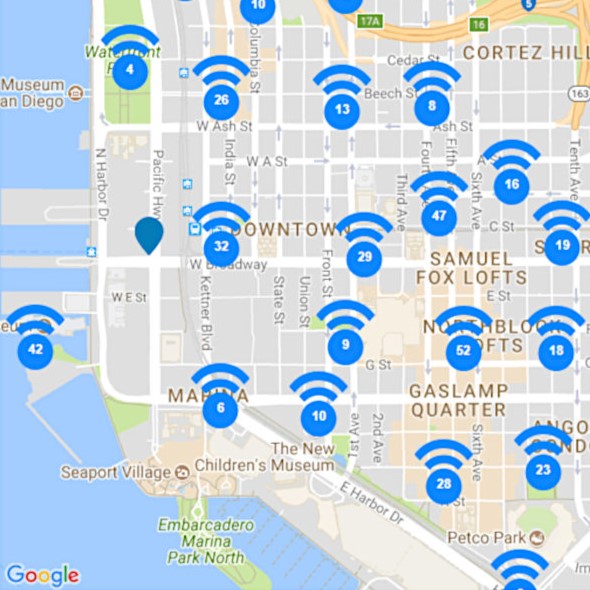 10
17A
16
5
Waterfront
4
Columbia St
Cedar St
CORTEZ HILL
Museum
an Diego
26
13
Beech St
8
163
W Ash St
Ash St
N Harbor Dr
Pacific Hwy
India St
W A St
A St
Third Ave
Fourth
Fifth
Sixth Ave
16
Tenth Ave
47
32
DOWNTOWN
C St
29
19
W Broadway
Front St
SAMUEL
FOX LOFTS
W E St
Kettner Blvd
State St
Union St
E St
42
9
NORTHBLOCK
LOFTS
52
18
G St
MARINA
6
10
GASLAMP
QUARTER
1st Ave
2nd Ave
Sixth Ave
The New
Children's Museum
Seaport Village
28
23
E Harbor Dr
Embarcadero
Marina
Park North
Petco Park
Im
Google